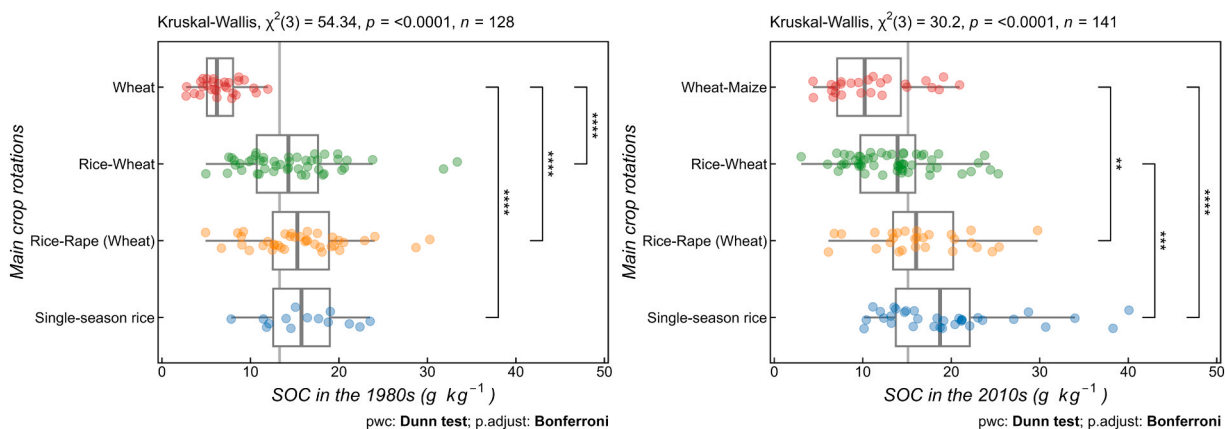 Kruskal-Wallis, χ²(3) = 54.34, p = <0.0001, n = 128
Main crop rotations
Wheat
Rice-Wheat
Rice-Rape (Wheat)
Single-season rice
****
****
****
0 10 20 30 40 50
SOC in the 1980s (g kg⁻¹ )
pwc: Dunn test; p.adjust: Bonferroni
Kruskal-Wallis, χ²(3) = 30.2, p = <0.0001, n = 141
Main crop rotations
Wheat-Maize
Rice-Wheat
Rice-Rape (Wheat)
Single-season rice
**
***
****
0 10 20 30 40 50
SOC in the 2010s (g kg⁻¹ )
pwc: Dunn test; p.adjust: Bonferroni